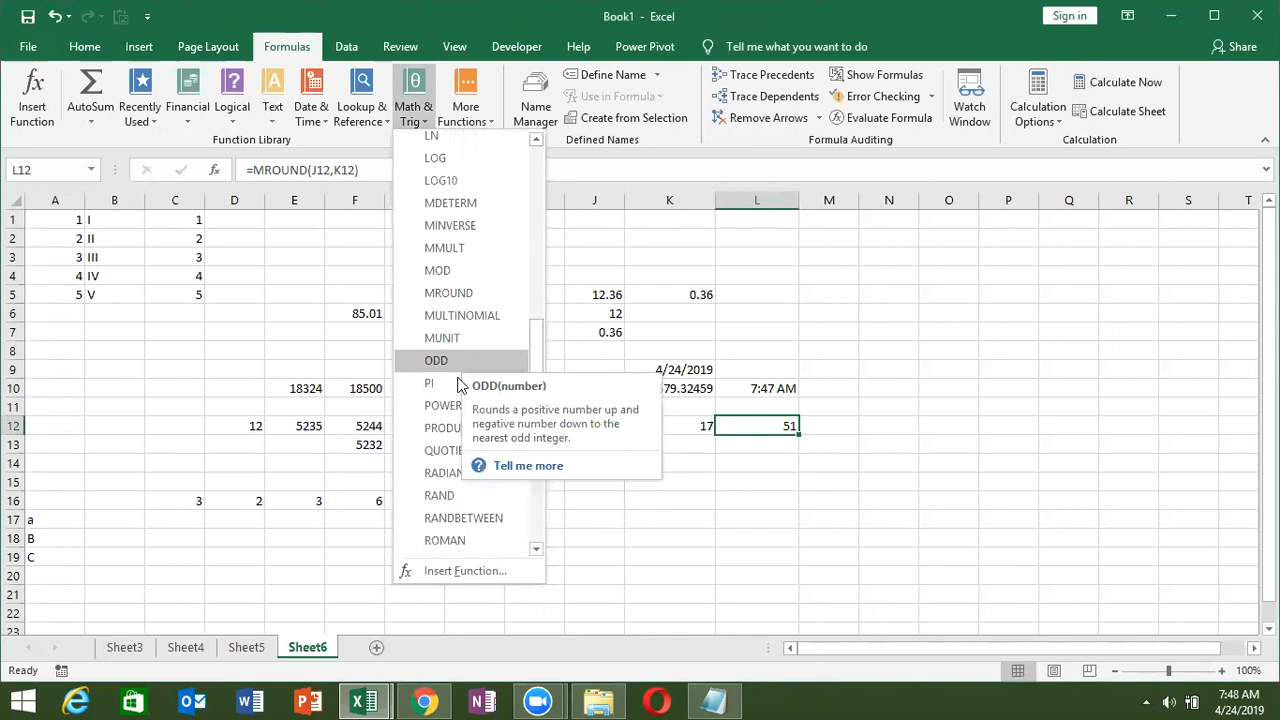 Book1 - Excel
Sign in
File Home Insert Page Layout Formulas Data Review View Developer Help Power Pivot Tell me what you want to do Share
Insert Function
AutoSum
Recently Used
Financial
Logical
Text
Date & Time
Lookup & Reference
Math & Trig
More Functions
Function Library
Name Manager
Define Name
Use in Formula
Create from Selection
Defined Names
Trace Precedents
Trace Dependents
Remove Arrows
Show Formulas
Error Checking
Evaluate Formula
Formula Auditing
Watch Window
Calculation Options
Calculate Now
Calculate Sheet
Calculation
L12 fx =MROUND(J12,K12)
A B C D E F J K L M N O P Q R S T
1 1 I 1
2 2 II 2
3 3 III 3
4 4 IV 4
5 5 V 5 12.36 0.36
6 85.01 12
7 0.36
8
9 4/24/2019
10 18324 18500 79.32459 7:47 AM
11
12 12 5235 5244 17 51
13 5232
14
15
16 3 2 3 6
17 a
18 B
19 C
20
21
22
23
LN
LOG
LOG10
MDETERM
MINVERSE
MMULT
MOD
MROUND
MULTINOMIAL
MUNIT
ODD
PI
POWER
PRODU
QUOTIE
RADIAN
RAND
RANDBETWEEN
ROMAN
fx Insert Function...
ODD(number)
Rounds a positive number up and
negative number down to the
nearest odd integer.
? Tell me more
Sheet3 Sheet4 Sheet5 Sheet6
Ready
100%
7:48 AM
4/24/2019